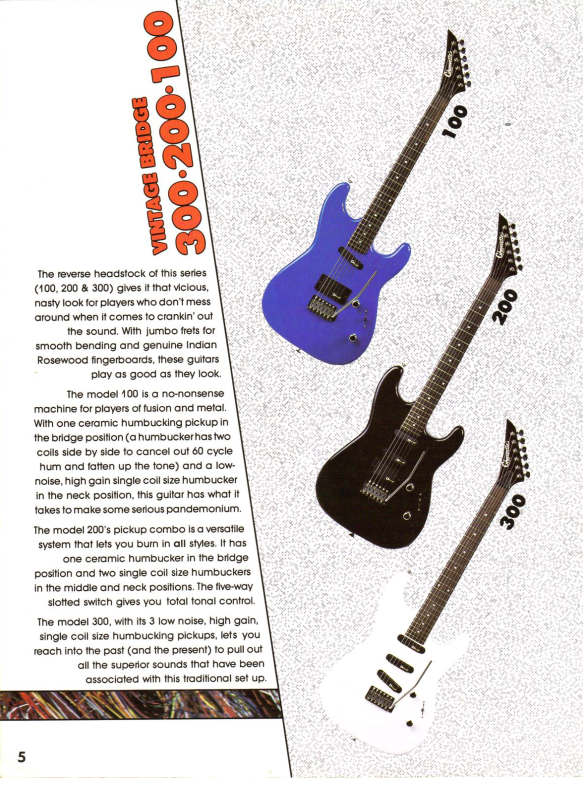 VINTAGE BRIDGE
300•200•100
The reverse headstock of this series
(100, 200 & 300) gives it that vicious,
nasty look for players who don't mess
around when it comes to crankin' out
the sound. With jumbo frets for
smooth bending and genuine Indian
Rosewood fingerboards, these guitars
play as good as they look.
The model 100 is a no-nonsense
machine for players of fusion and metal.
With one ceramic humbucking pickup in
the bridge position (a humbucker has two
coils side by side to cancel out 60 cycle
hum and fatten up the tone) and a low-
noise, high gain single coil size humbucker
in the neck position, this guitar has what it
takes to make some serious pandemonium.
The model 200's pickup combo is a versatile
system that lets you burn in all styles. It has
one ceramic humbucker in the bridge
position and two single coil size humbuckers
in the middle and neck positions. The five-way
slotted switch gives you total tonal control.
The model 300, with its 3 low noise, high gain,
single coil size humbucking pickups, lets you
reach into the past (and the present) to pull out
all the superior sounds that have been
associated with this traditional set up.
5
100
200
300